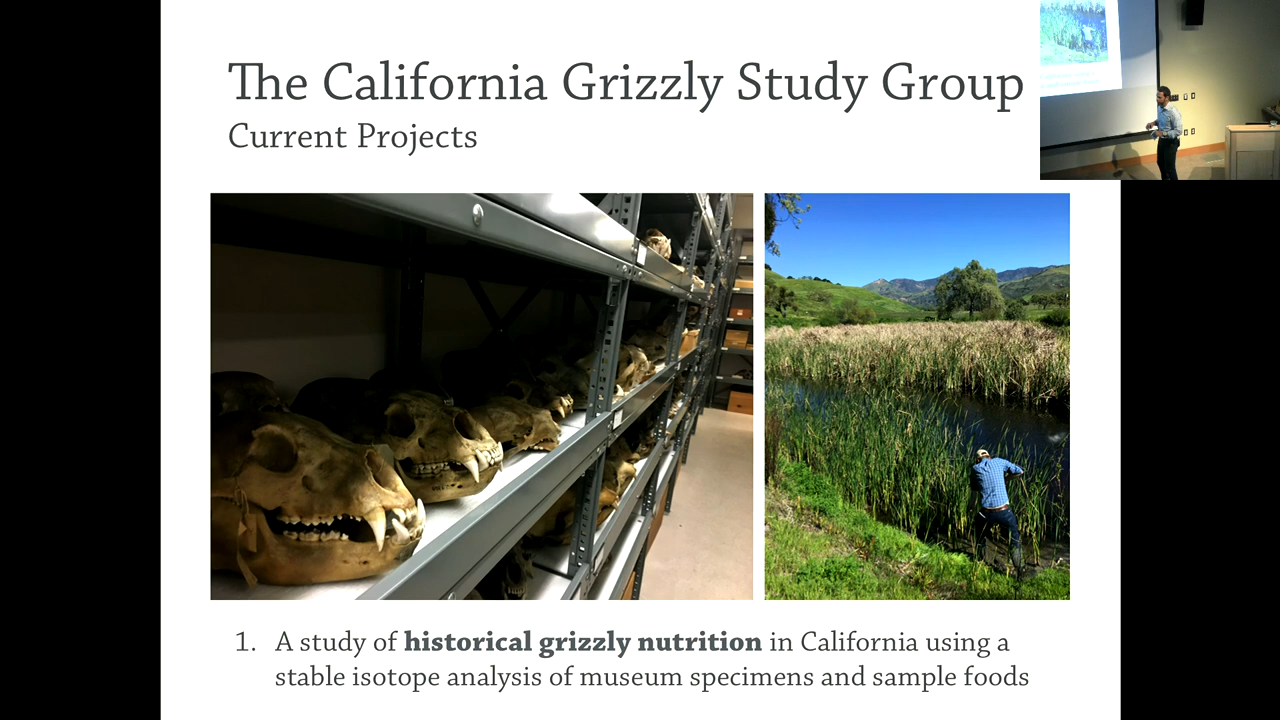 The California Grizzly Study Group
Current Projects
1. A study of historical grizzly nutrition in California using a
stable isotope analysis of museum specimens and sample foods